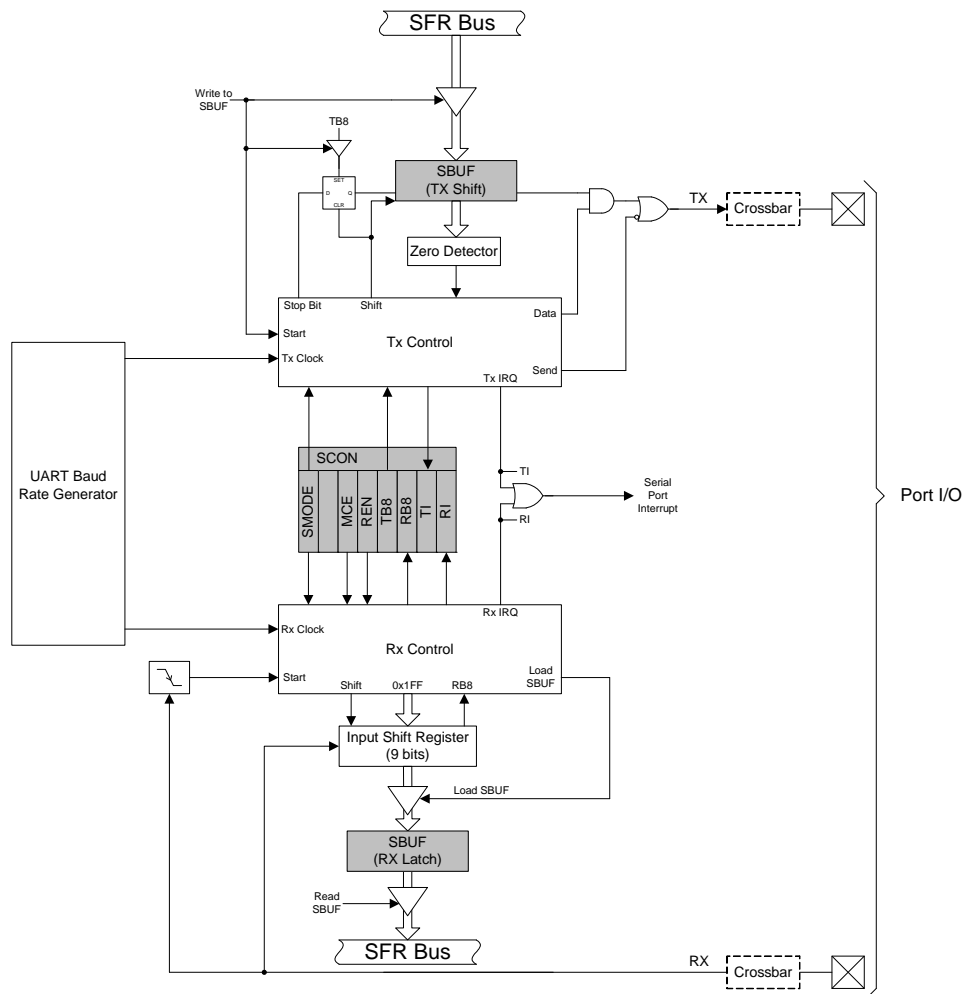 SFR Bus
Write to
SBUF
TB8
SET
D
Q
CLR
SBUF
(TX Shift)
TX
Crossbar
Zero Detector
Stop Bit
Shift
Data
Start
Tx Control
Tx Clock
Send
Tx IRQ
UART Baud
Rate Generator
SCON
SMODE
MCE
REN
TB8
RB8
TI
RI
TI
Serial
Port
Interrupt
RI
Port I/O
Rx IRQ
Rx Clock
Rx Control
Start
Load
SBUF
Shift
0x1FF
RB8
Input Shift Register
(9 bits)
Load SBUF
SBUF
(RX Latch)
Read
SBUF
SFR Bus
RX
Crossbar